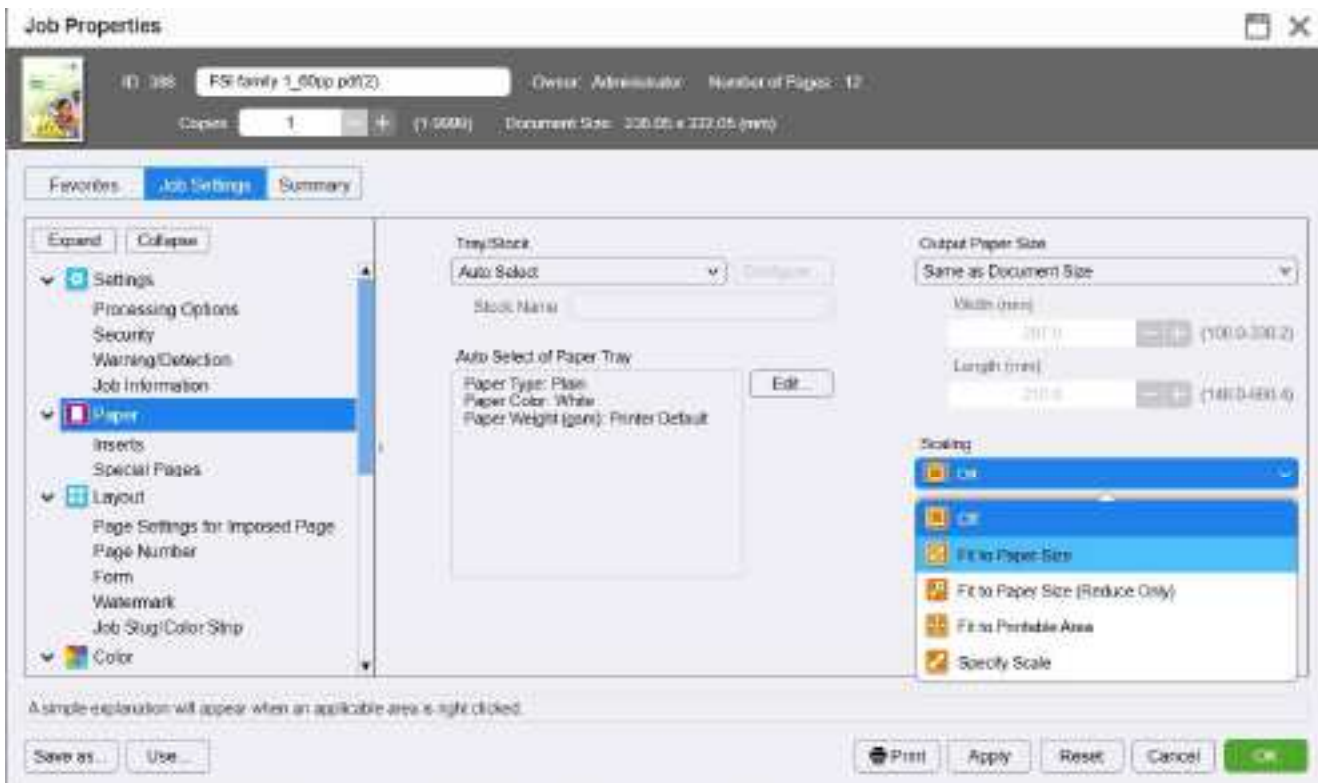 Job Properties
ID 386 FSI family 1_60pp.pdf(2) Owner Administrator Number of Pages 12
Copies 1 (1-9999) Document Size (mm)
Favorites Job Settings Summary
Expand Collapse
Settings
Processing Options
Security
Warning/Detection
Job Information
Paper
Inserts
Special Pages
Layout
Page Settings for Imposed Page
Page Number
Form
Watermark
Job Slug/Color Strip
Color
Tray/Stock
Auto Select Configure
Stock Name
Auto Select of Paper Tray
Paper Type: Plain
Paper Color: White
Paper Weight (gsm): Printer Default
Edit...
Output Paper Size
Same as Document Size
Width (mm)
Length (mm)
Scaling
Off
Off
Fit to Paper Size
Fit to Paper Size (Reduce Only)
Fit to Printable Area
Specify Scale
A simple explanation will appear when an applicable area is right clicked.
Save as... Use... Print Apply Reset Cancel OK